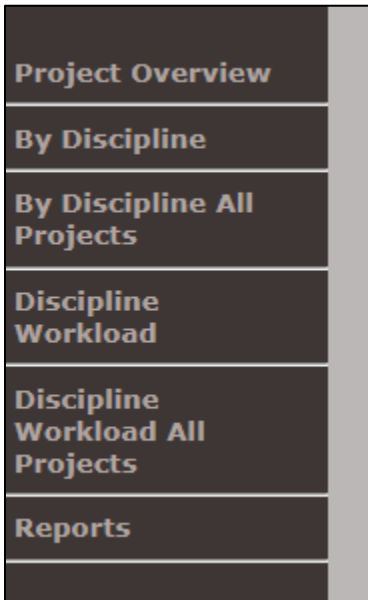 Project Overview
By Discipline
By Discipline All
Projects
Discipline
Workload
Discipline
Workload All
Projects
Reports